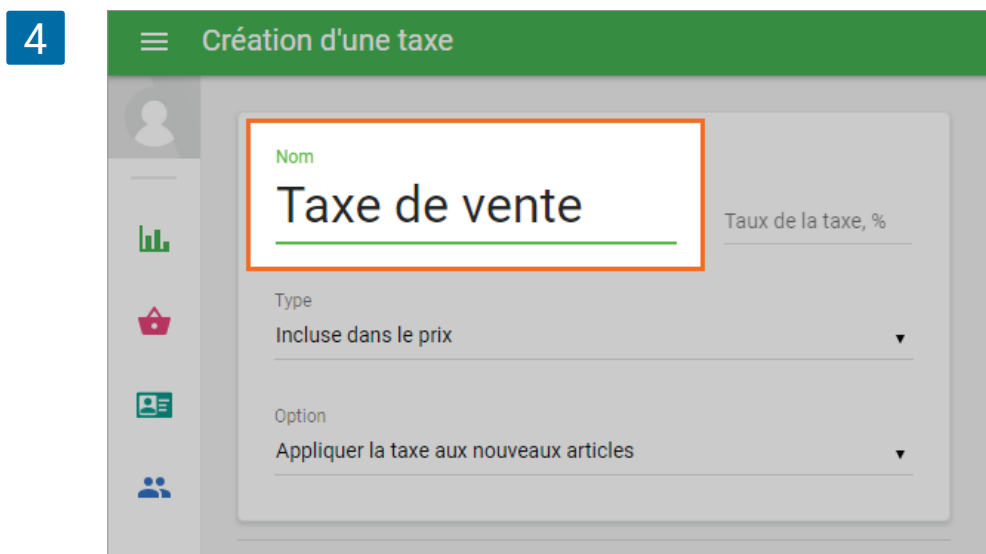 4
Création d'une taxe
Nom
Taxe de vente
Taux de la taxe, %
Type
Incluse dans le prix
Option
Appliquer la taxe aux nouveaux articles